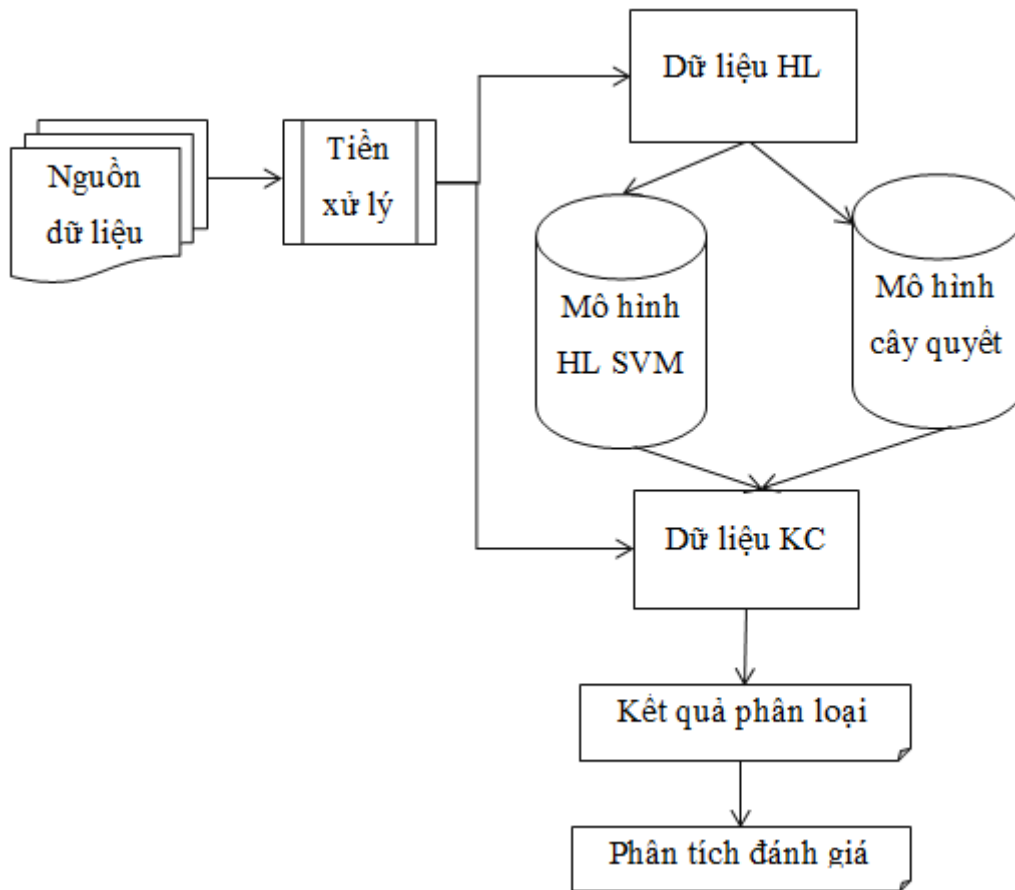 Dữ liệu HL
Nguồn
dữ liệu
Tiền
xử lý
Mô hình
HL SVM
Mô hình
cây quyết
Dữ liệu KC
Kết quả phân loại
Phân tích đánh giá